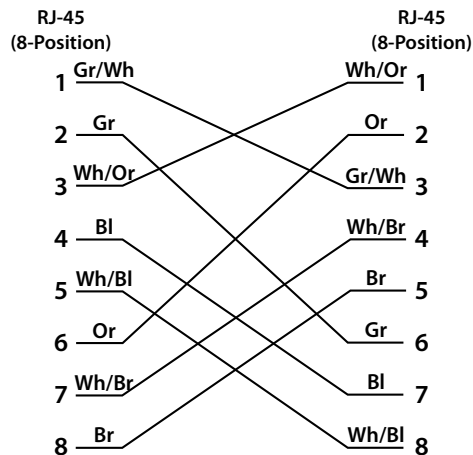 RJ-45 RJ-45
(8-Position) (8-Position)
1 Gr/Wh Wh/Or 1
2 Gr Or 2
3 Wh/Or Gr/Wh 3
4 Bl Wh/Br 4
5 Wh/Bl Br 5
6 Or Gr 6
7 Wh/Br Bl 7
8 Br Wh/Bl 8